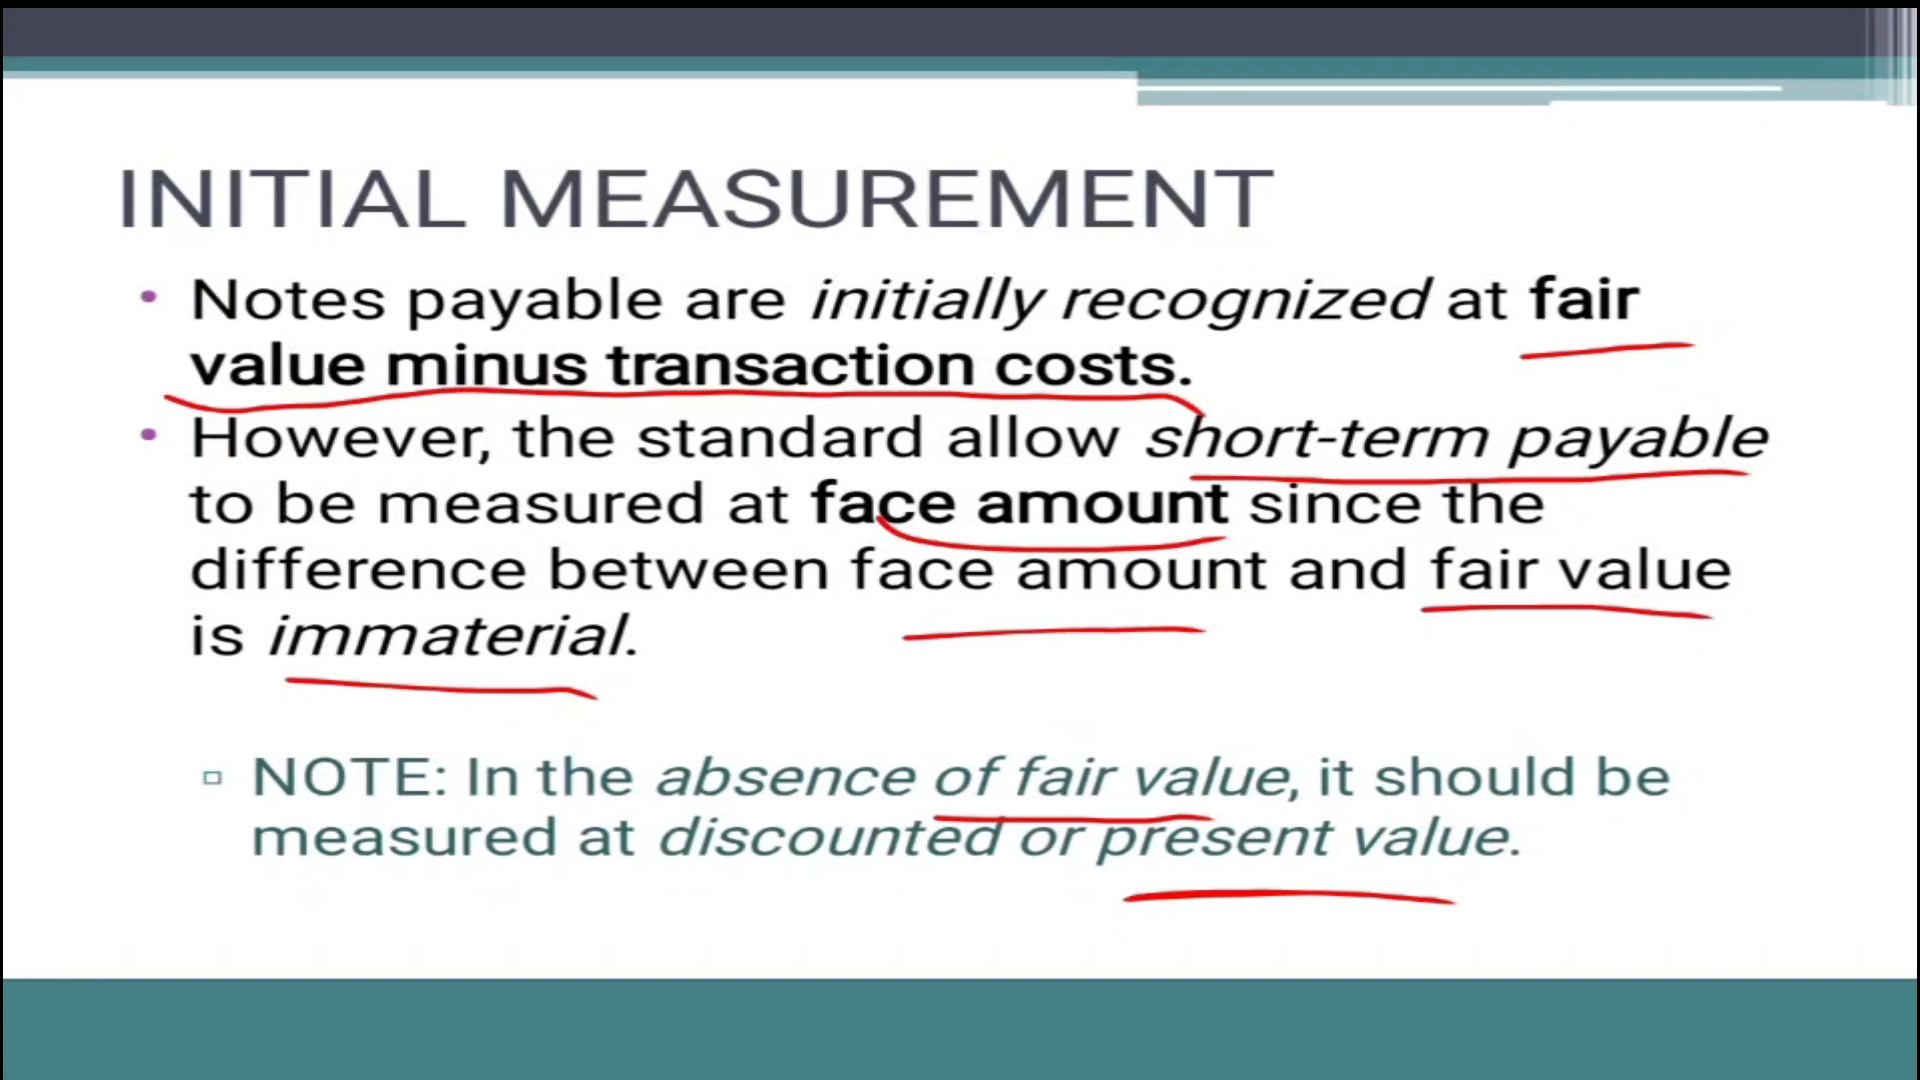 INITIAL MEASUREMENT
• Notes payable are initially recognized at fair
value minus transaction costs.
• However, the standard allow short-term payable
to be measured at face amount since the
difference between face amount and fair value
is immaterial.
▫ NOTE: In the absence of fair value, it should be
measured at discounted or present value.